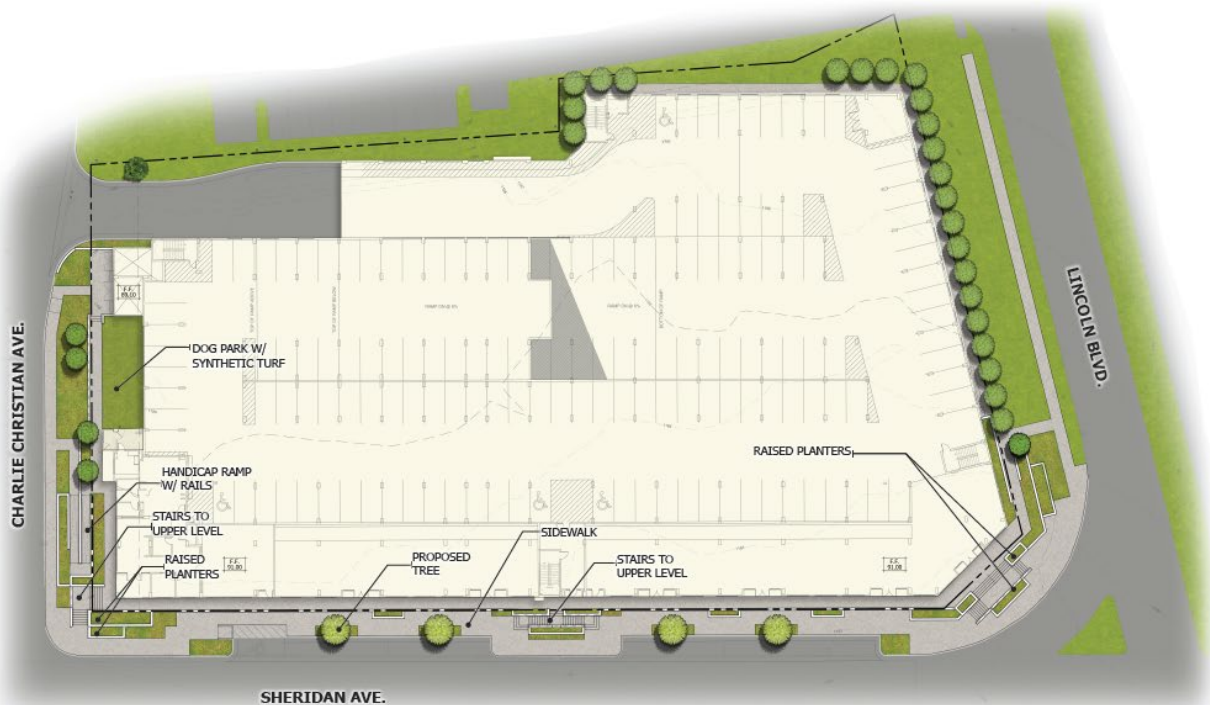 LINCOLN BLVD.
CHARLIE CHRISTIAN AVE.
DOG PARK W/
SYNTHETIC TURF
HANDICAP RAMP
W/ RAILS
STAIRS TO
UPPER LEVEL
RAISED
PLANTERS
PROPOSED
TREE
SIDEWALK
STAIRS TO
UPPER LEVEL
RAISED PLANTERS
F.F.
F.F.
F.F.
SHERIDAN AVE.